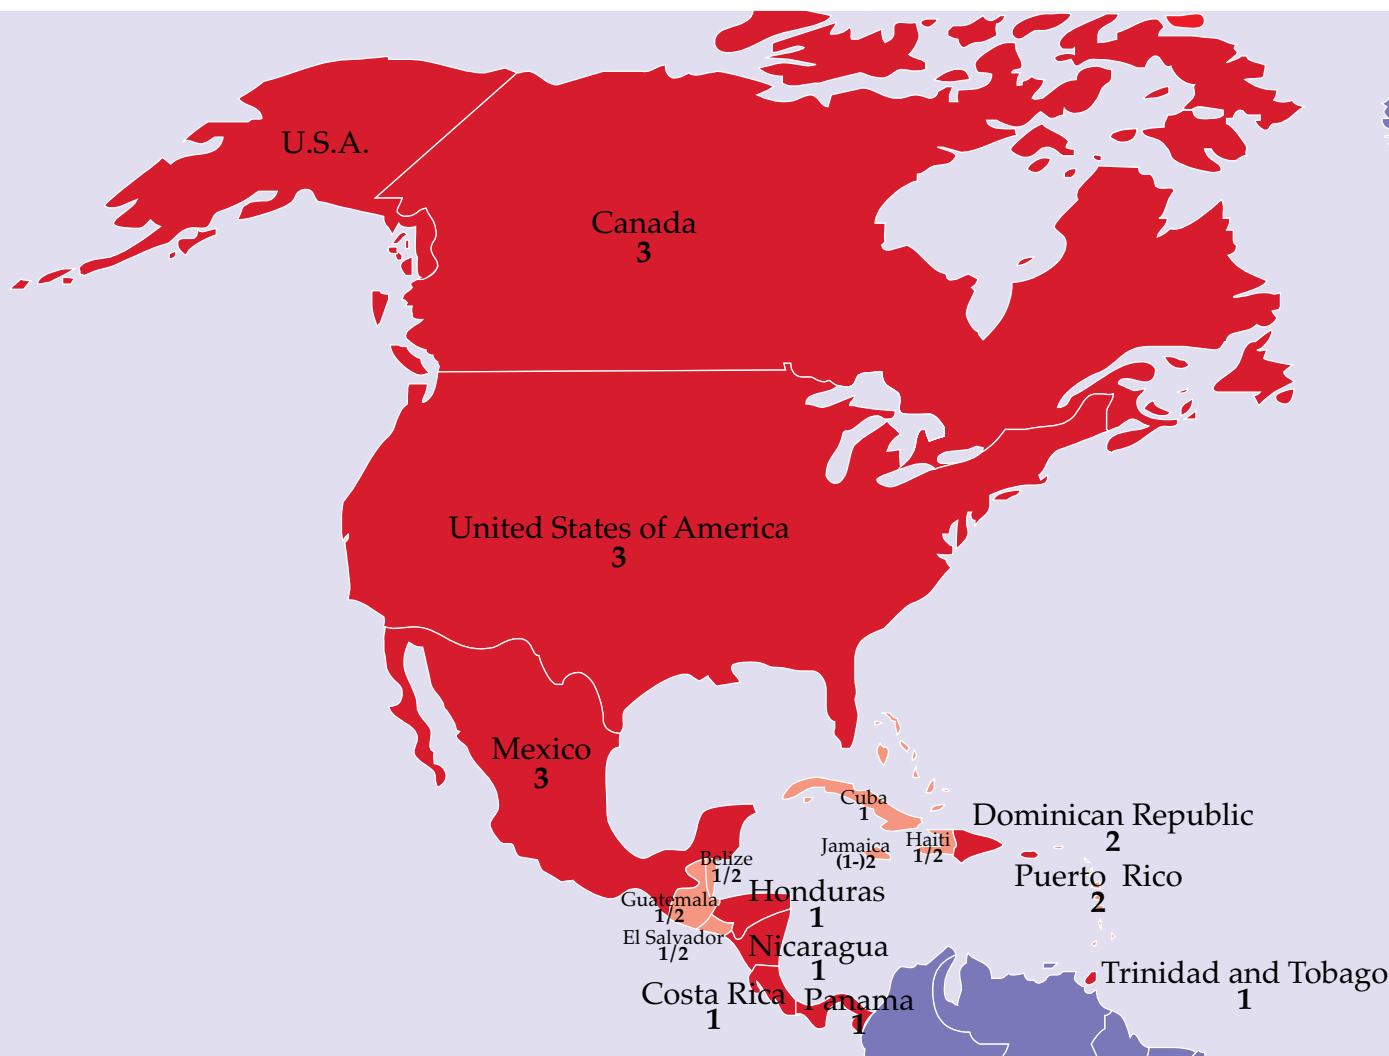 U.S.A.
Canada
3
United States of America
3
Mexico
3
Cuba
1
Dominican Republic
2
Jamaica
(1-)2
Haiti
1/2
Belize
1/2
Puerto Rico
2
Honduras
1
Guatemala
1/2
El Salvador
1/2
Nicaragua
1
Trinidad and Tobago
1
Costa Rica
1
Panama
1